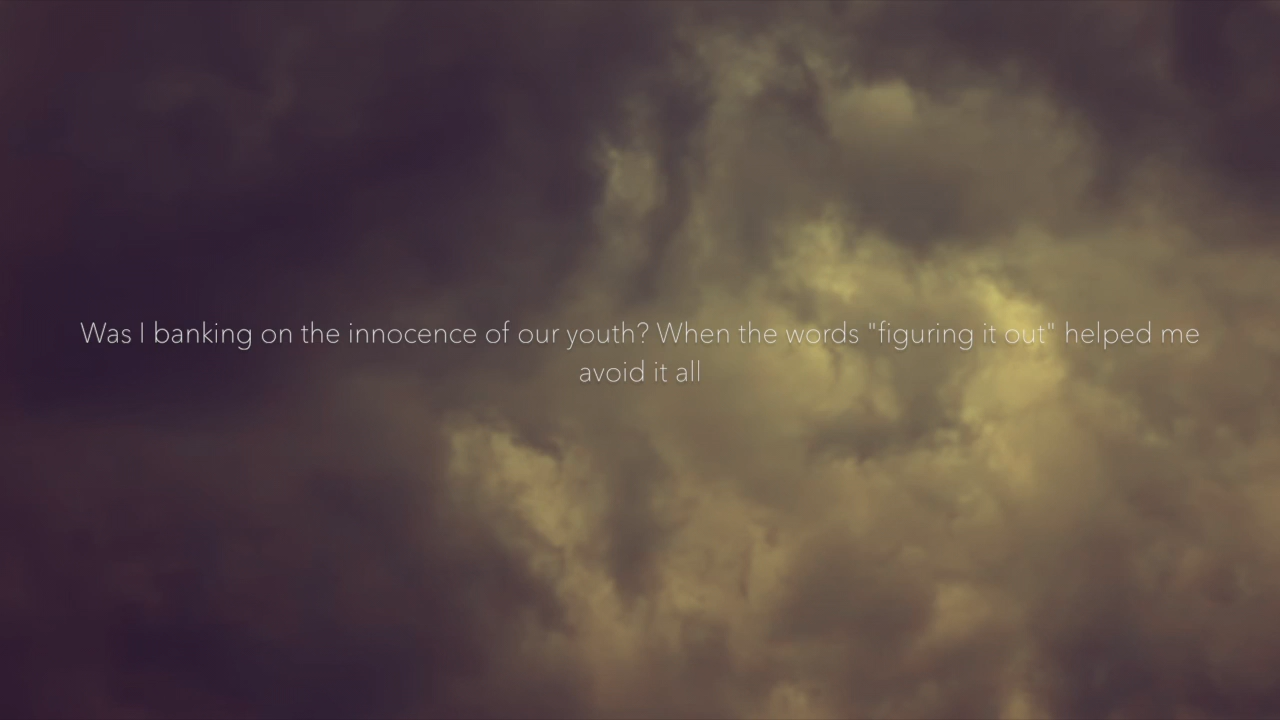 Was I banking on the innocence of our youth? When the words "figuring it out" helped me
avoid it all